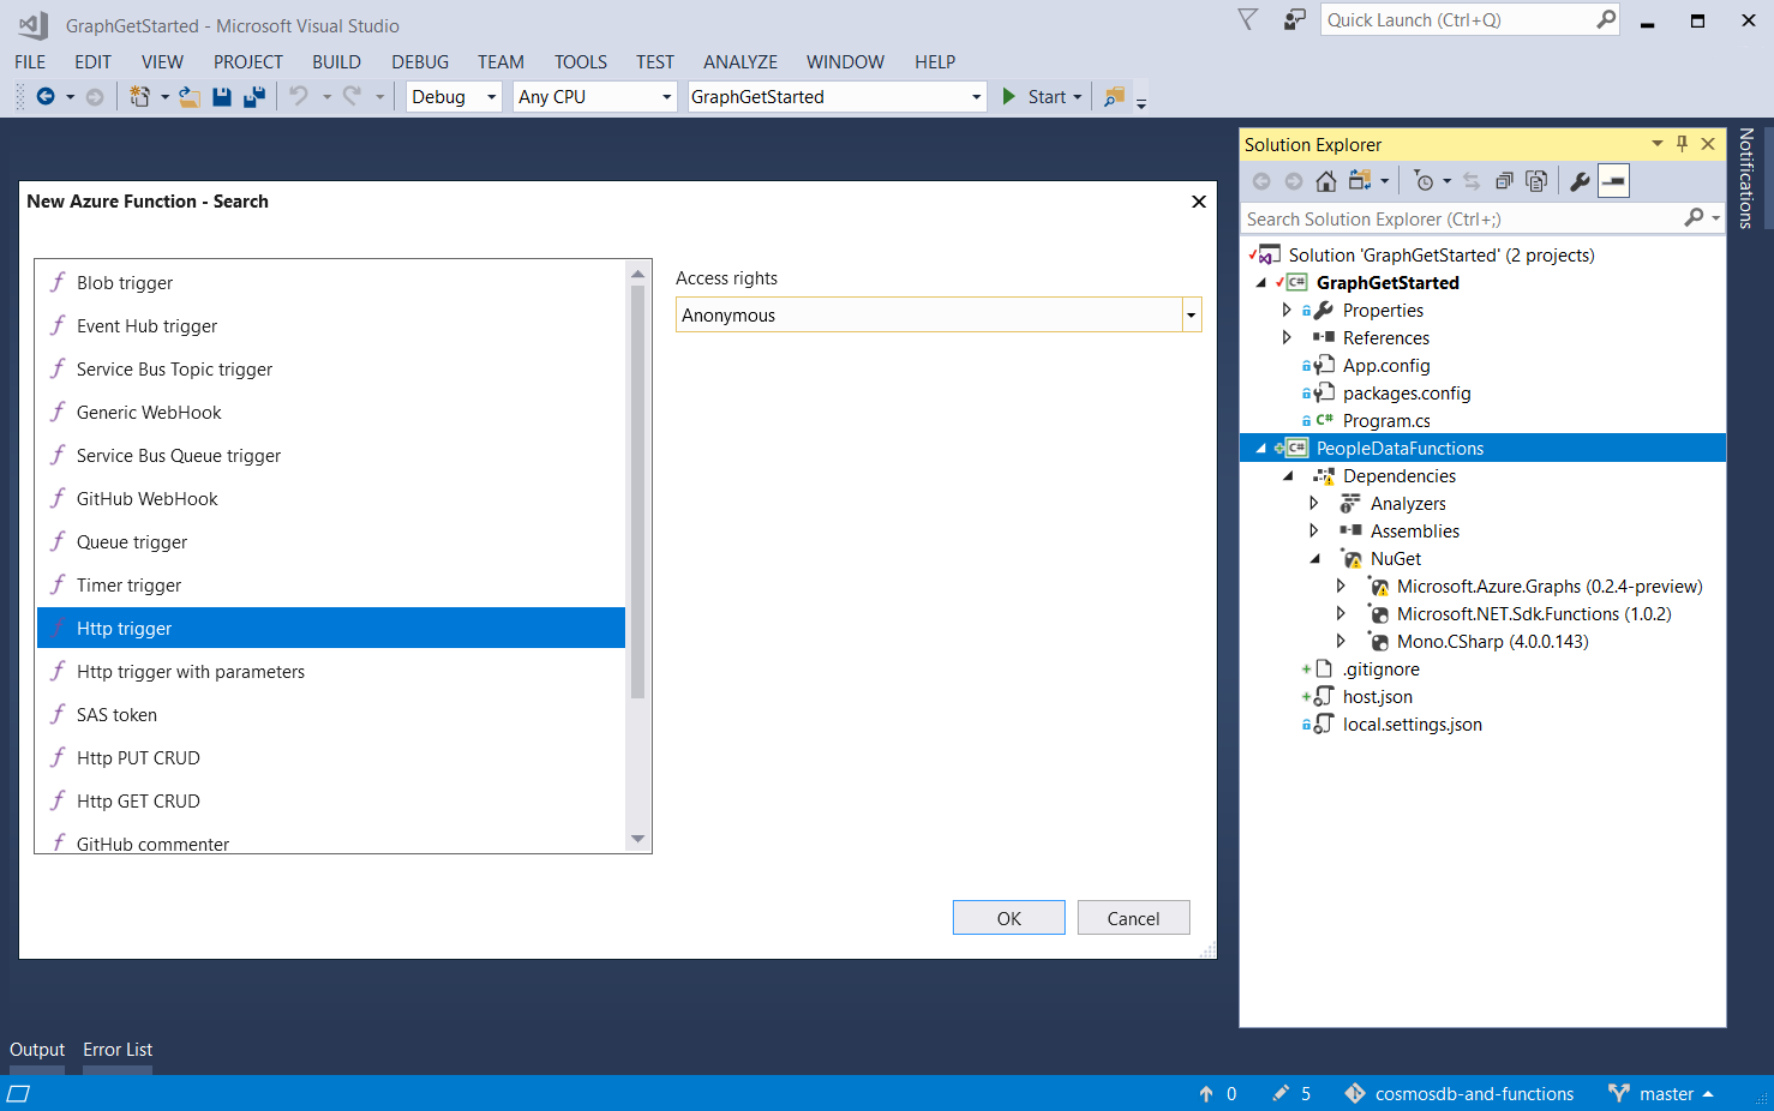 GraphGetStarted - Microsoft Visual Studio
Quick Launch (Ctrl+Q)
FILE EDIT VIEW PROJECT BUILD DEBUG TEAM TOOLS TEST ANALYZE WINDOW HELP
Debug Any CPU GraphGetStarted Start
New Azure Function - Search
Blob trigger
Event Hub trigger
Service Bus Topic trigger
Generic WebHook
Service Bus Queue trigger
GitHub WebHook
Queue trigger
Timer trigger
Http trigger
Http trigger with parameters
SAS token
Http PUT CRUD
Http GET CRUD
GitHub commenter
Access rights
Anonymous
OK Cancel
Solution Explorer
Search Solution Explorer (Ctrl+;)
Solution 'GraphGetStarted' (2 projects)
C# GraphGetStarted
Properties
References
App.config
packages.config
C# Program.cs
C# PeopleDataFunctions
Dependencies
Analyzers
Assemblies
NuGet
Microsoft.Azure.Graphs (0.2.4-preview)
Microsoft.NET.Sdk.Functions (1.0.2)
Mono.CSharp (4.0.0.143)
.gitignore
host.json
local.settings.json
Notifications
Output Error List
0 5 cosmosdb-and-functions master